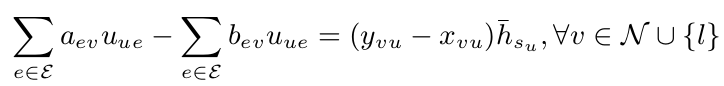 \sum_{e \in \mathcal{E}} a_{ev} u_{ue} - \sum_{e \in \mathcal{E}} b_{ev} u_{ue} = (y_{vu} - x_{vu}) \bar{h}_{s_u}, \forall v \in \mathcal{N} \cup \{l\}